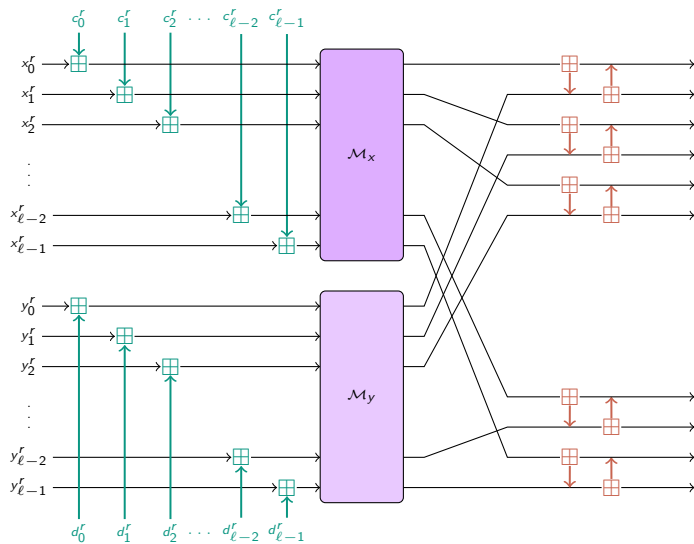 c_0^r c_1^r c_2^r ··· c_{ℓ−2}^r c_{ℓ−1}^r
x_0^r
x_1^r
x_2^r
⋮
x_{ℓ−2}^r
x_{ℓ−1}^r
ℳ_x
y_0^r
y_1^r
y_2^r
⋮
y_{ℓ−2}^r
y_{ℓ−1}^r
ℳ_y
d_0^r d_1^r d_2^r ··· d_{ℓ−2}^r d_{ℓ−1}^r